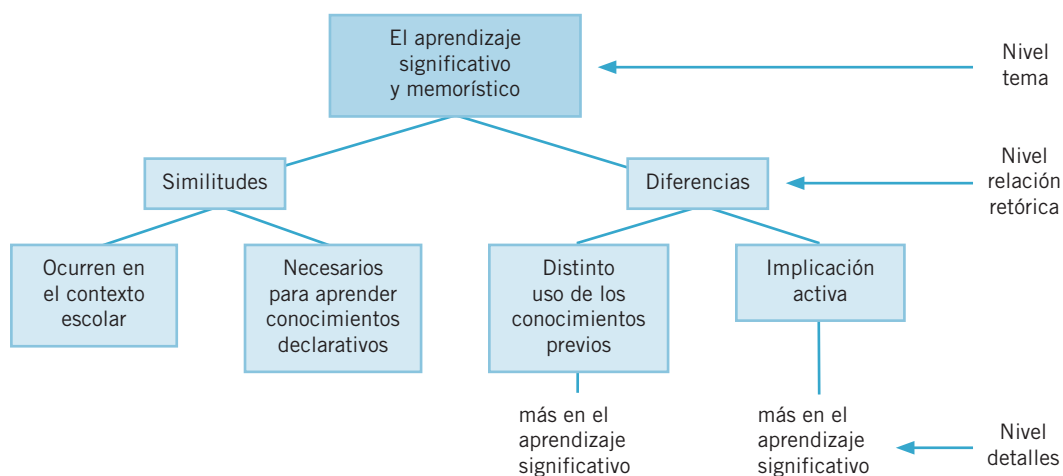 El aprendizaje
significativo
y memorístico
Nivel
tema
Similitudes
Diferencias
Nivel
relación
retórica
Ocurren en
el contexto
escolar
Necesarios
para aprender
conocimientos
declarativos
Distinto
uso de los
conocimientos
previos
Implicación
activa
más en el
aprendizaje
significativo
más en el
aprendizaje
significativo
Nivel
detalles